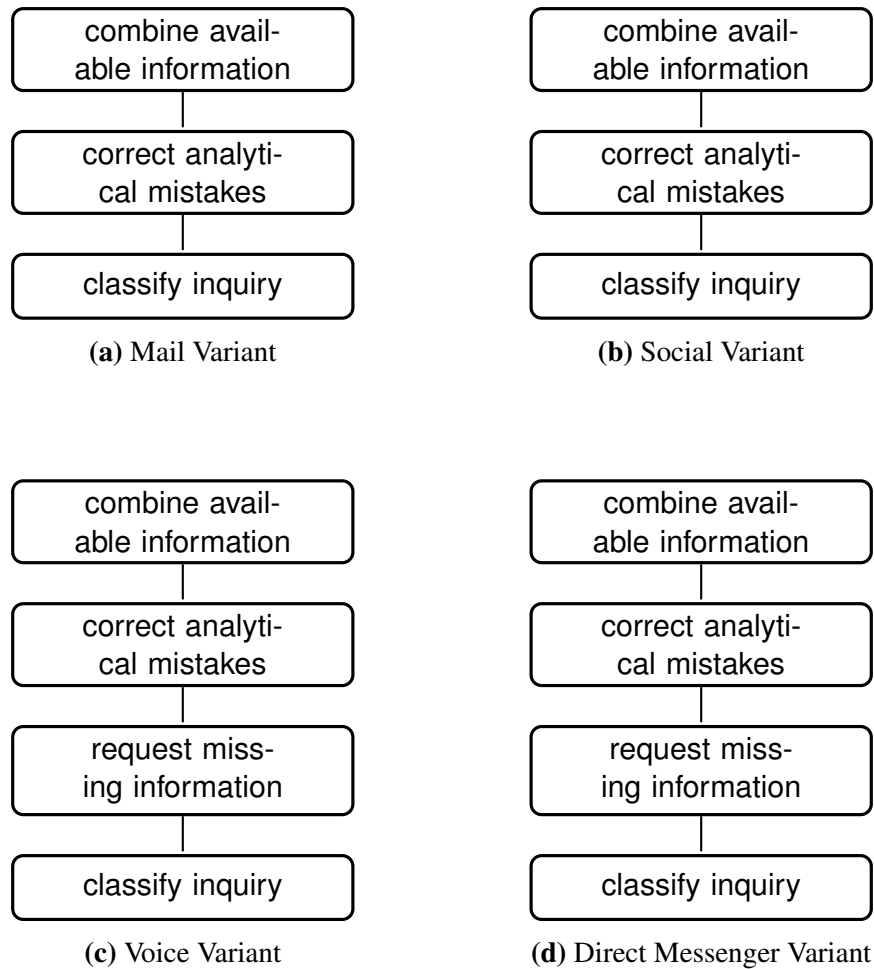 combine avail-
able information
correct analyti-
cal mistakes
classify inquiry
(a) Mail Variant
combine avail-
able information
correct analyti-
cal mistakes
classify inquiry
(b) Social Variant
combine avail-
able information
correct analyti-
cal mistakes
request miss-
ing information
classify inquiry
(c) Voice Variant
combine avail-
able information
correct analyti-
cal mistakes
request miss-
ing information
classify inquiry
(d) Direct Messenger Variant